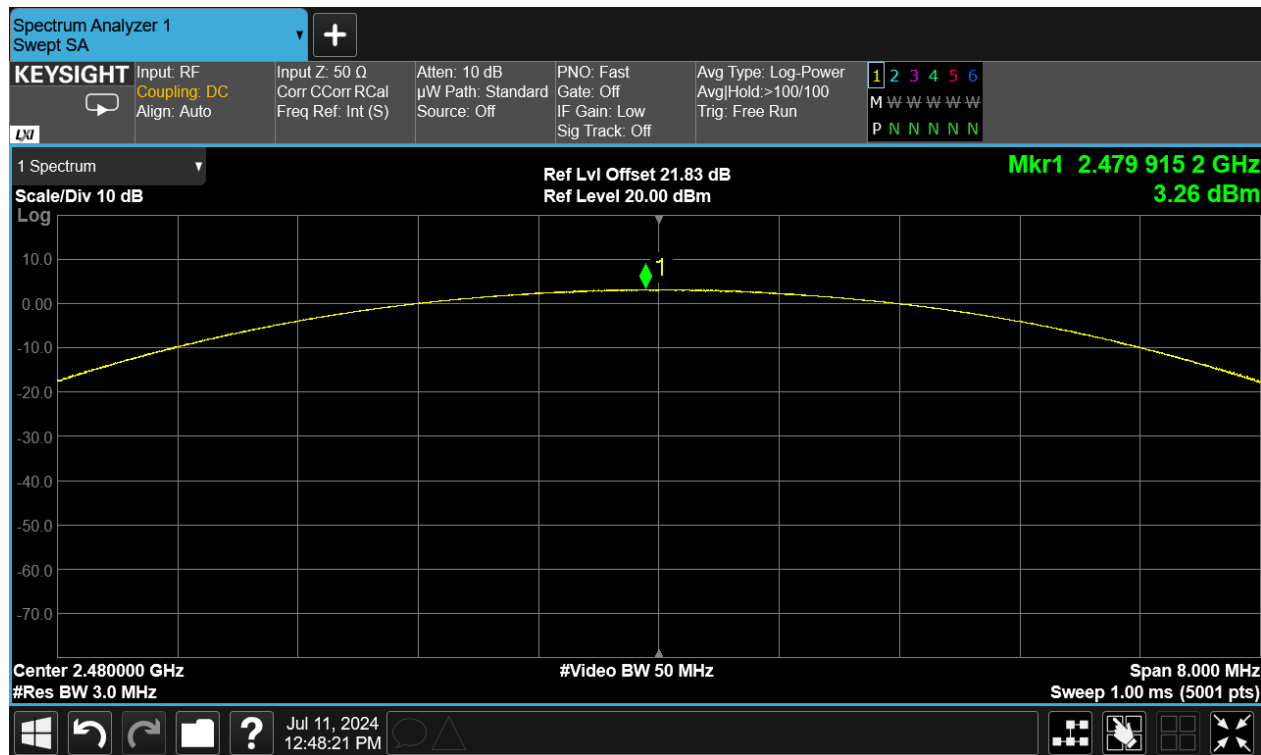 Spectrum Analyzer 1
Swept SA
KEYSIGHT
LXI
Input: RF
Coupling: DC
Align: Auto
Input Z: 50 Ω
Corr CCorr RCal
Freq Ref: Int (S)
Atten: 10 dB
µW Path: Standard
Source: Off
PNO: Fast
Gate: Off
IF Gain: Low
Sig Track: Off
Avg Type: Log-Power
Avg|Hold:>100/100
Trig: Free Run
1 2 3 4 5 6
M W W W W W
P N N N N N
1 Spectrum
Scale/Div 10 dB
Ref Lvl Offset 21.83 dB
Ref Level 20.00 dBm
Mkr1 2.479 915 2 GHz
3.26 dBm
Log
10.0
0.00
-10.0
-20.0
-30.0
-40.0
-50.0
-60.0
-70.0
1
Center 2.480000 GHz
#Res BW 3.0 MHz
#Video BW 50 MHz
Span 8.000 MHz
Sweep 1.00 ms (5001 pts)
?
Jul 11, 2024
12:48:21 PM